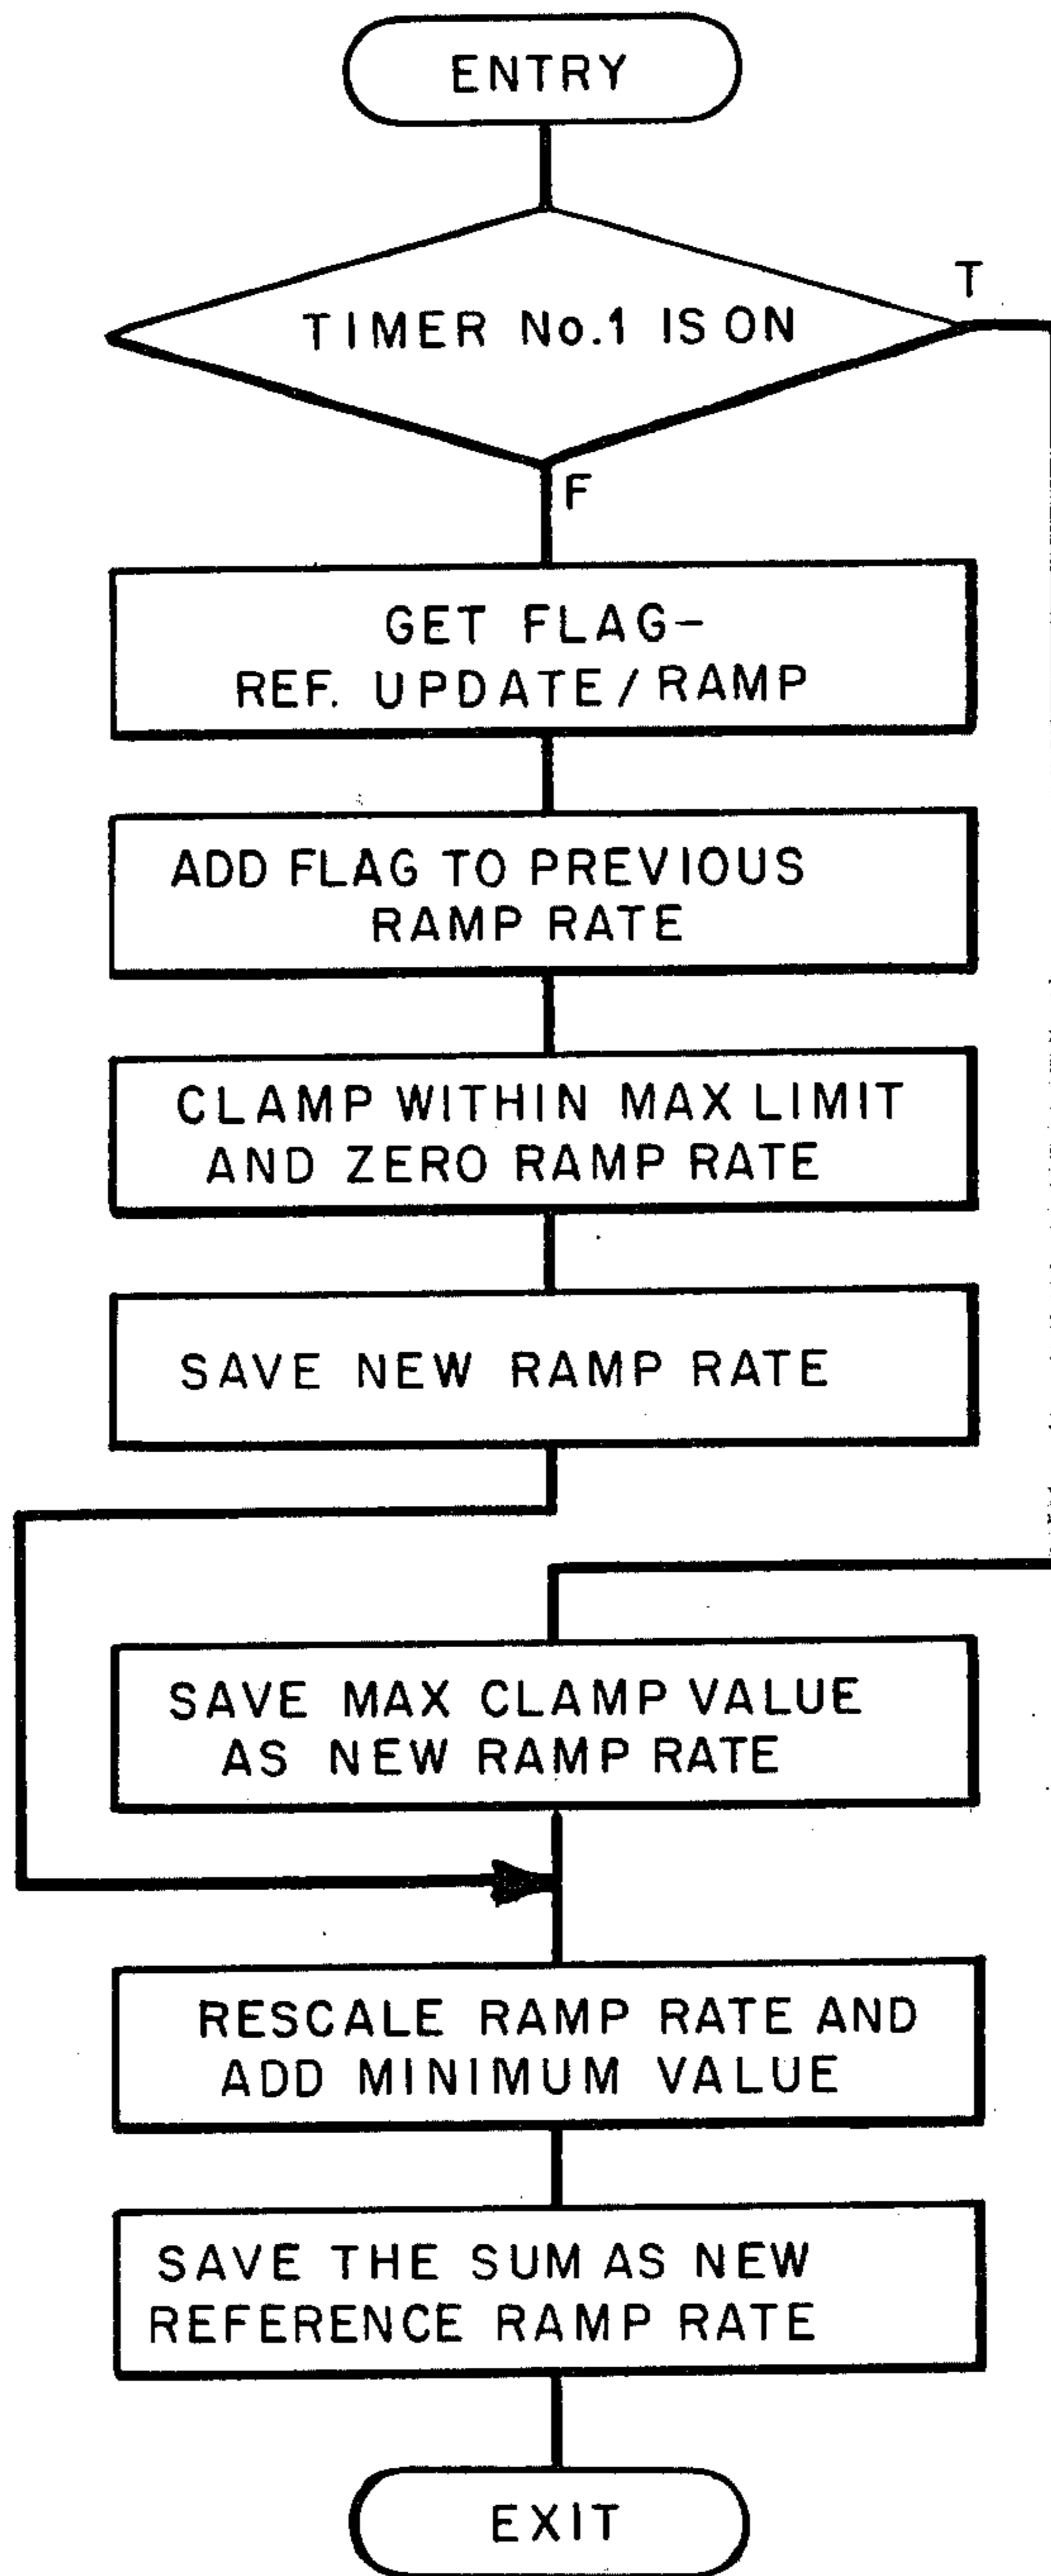 ENTRY
TIMER No.1 IS ON
T
F
GET FLAG-
REF. UPDATE / RAMP
ADD FLAG TO PREVIOUS
RAMP RATE
CLAMP WITHIN MAX LIMIT
AND ZERO RAMP RATE
SAVE NEW RAMP RATE
SAVE MAX CLAMP VALUE
AS NEW RAMP RATE
RESCALE RAMP RATE AND
ADD MINIMUM VALUE
SAVE THE SUM AS NEW
REFERENCE RAMP RATE
EXIT